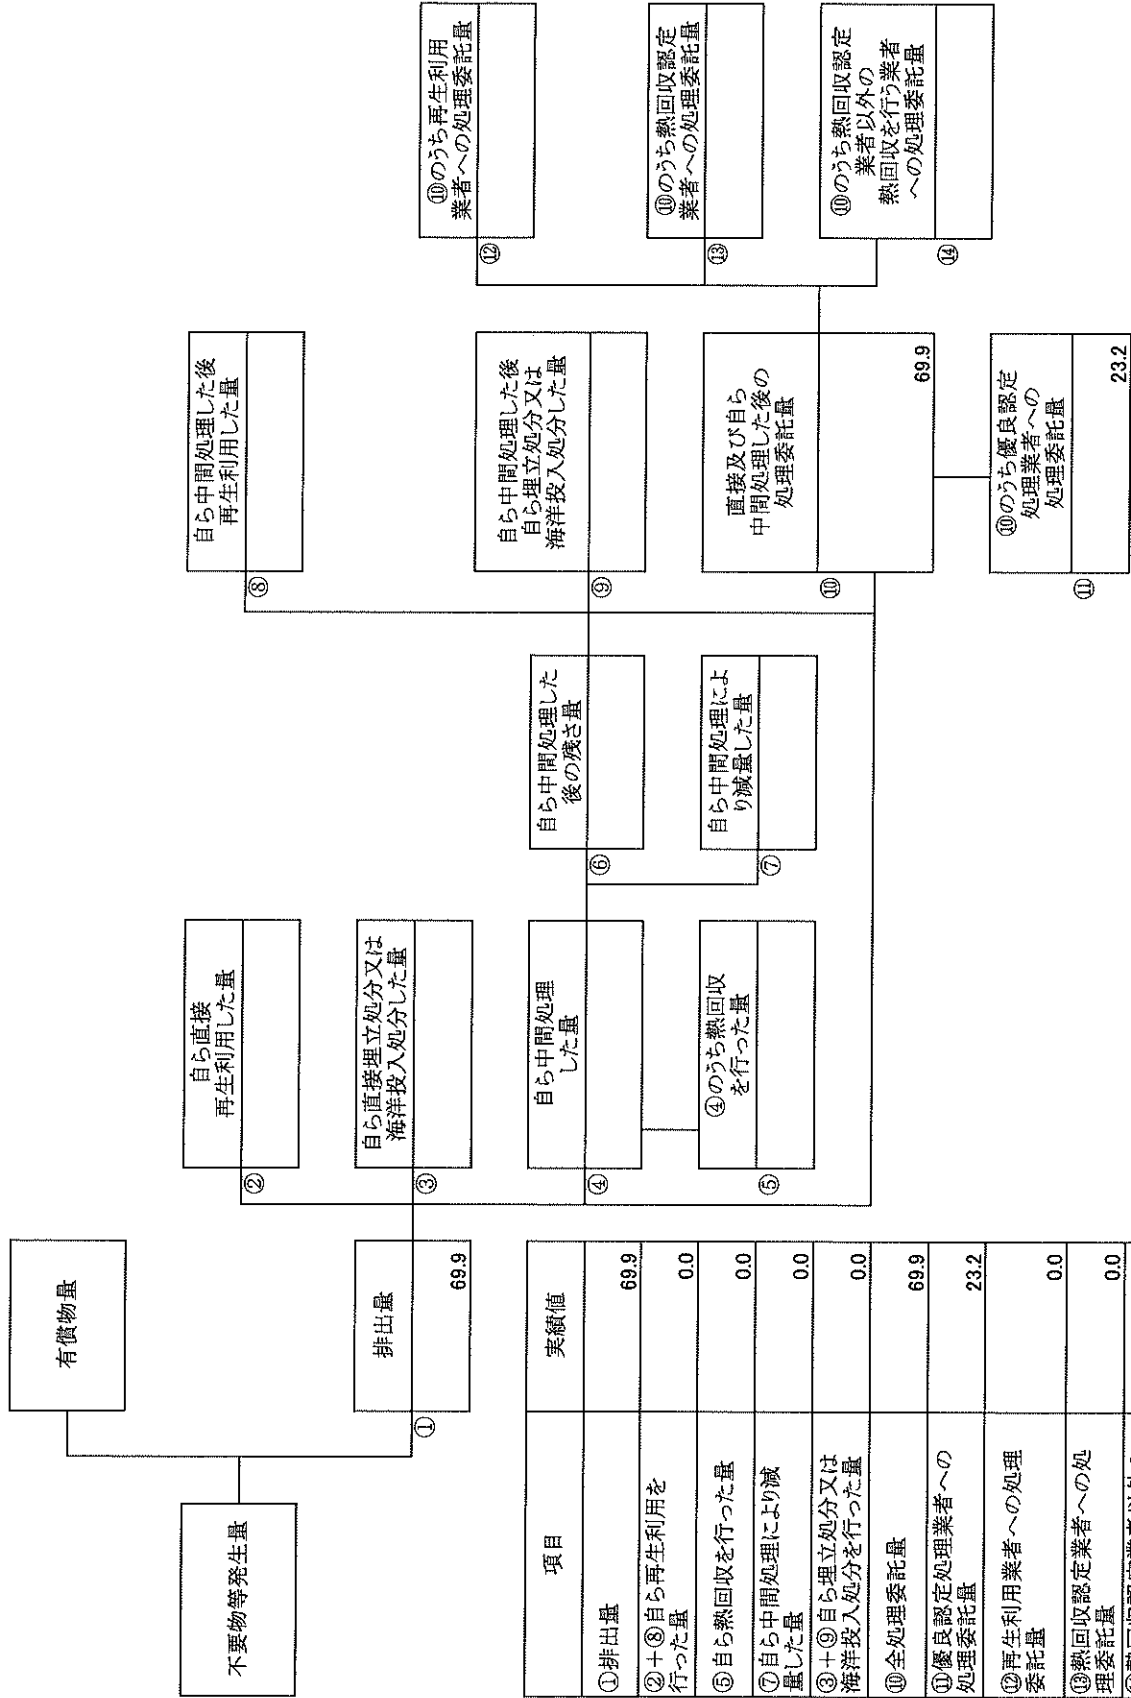 不要物等発生量
有償物量
①
排出量
69.9
②
自ら直接
再生利用した量
③
自ら直接埋立処分又は
海洋投入処分した量
④
自ら中間処理
した量
⑤
④のうち熱回収
を行った量
⑥
自ら中間処理した
後の残さ量
⑦
自ら中間処理によ
り減量した量
⑧
自ら中間処理した後
再生利用した量
⑨
自ら中間処理した後
自ら埋立処分又は
海洋投入処分した量
⑩
直接及び自ら
中間処理した後の
処理委託量
69.9
⑪
⑩のうち優良認定
処理業者への
処理委託量
23.2
⑫
⑩のうち再生利用
業者への処理委託量
⑬
⑩のうち熱回収認定
業者への処理委託量
⑭
⑩のうち熱回収認定
業者以外の
熱回収を行う業者
への処理委託量
項目 実績値
①排出量 69.9
②+⑧自ら再生利用を
行った量 0.0
⑤自ら熱回収を行った量 0.0
⑦自ら中間処理により減
量した量 0.0
③+⑨自ら埋立処分又は
海洋投入処分を行った量 0.0
⑩全処理委託量 69.9
⑪優良認定処理業者への
処理委託量 23.2
⑫再生利用業者への処理
委託量 0.0
⑬熱回収認定業者への処
理委託量 0.0